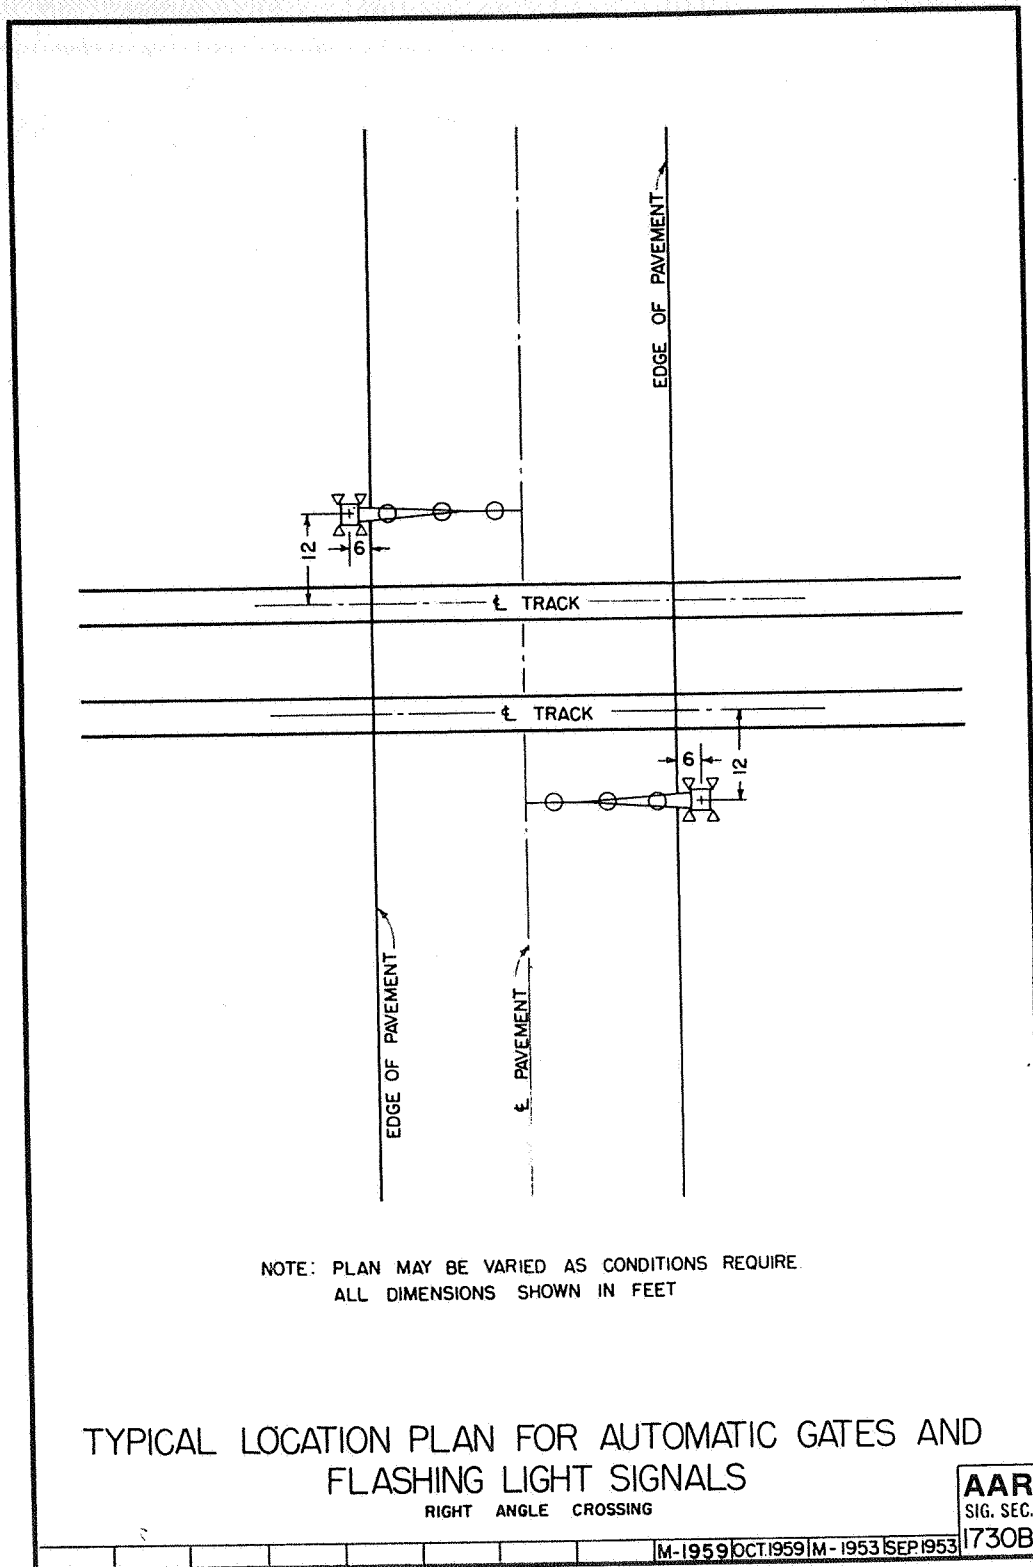 EDGE OF PAVEMENT
12
6
℄ TRACK
℄ TRACK
6
12
EDGE OF PAVEMENT
℄ PAVEMENT
NOTE: PLAN MAY BE VARIED AS CONDITIONS REQUIRE
ALL DIMENSIONS SHOWN IN FEET
TYPICAL LOCATION PLAN FOR AUTOMATIC GATES AND
FLASHING LIGHT SIGNALS
RIGHT ANGLE CROSSING
AAR
SIG. SEC.
1730B
M-1959 OCT.1959 M-1953 SEP.1953